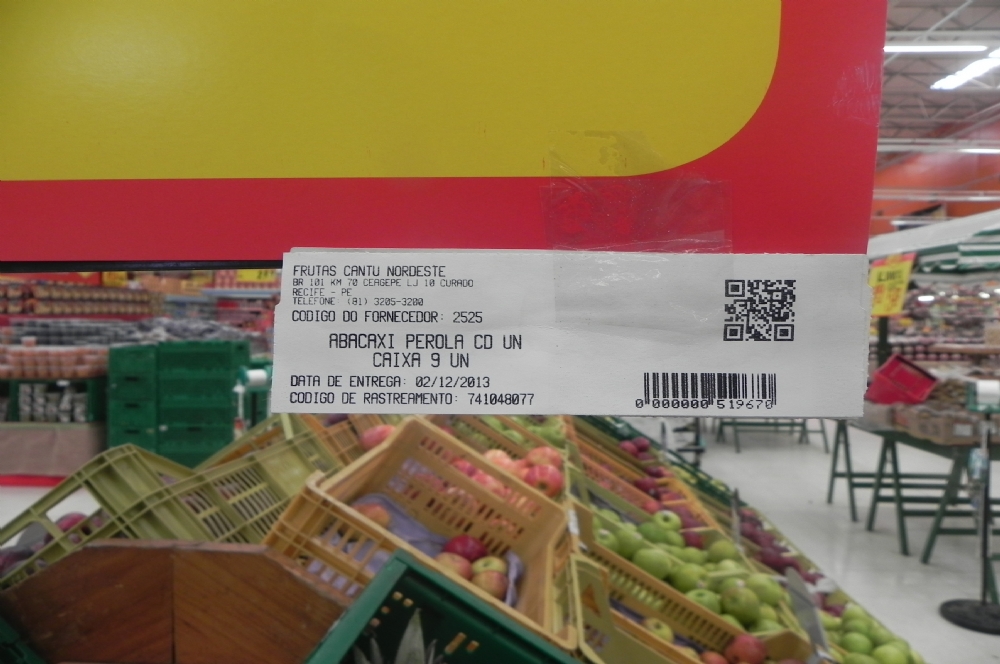 FRUTAS CANTU NORDESTE
BR 101 KM 70 CEAGEPE LJ 10 CURADO
RECIFE - PE
TELEFONE (81) 3205-3200
CODIGO DO FORNECEDOR: 2525
ABACAXI PEROLA CD UN
CAIXA 9 UN
DATA DE ENTREGA: 02/12/2013
CODIGO DE RASTREAMENTO: 741048077
0 000000 519670